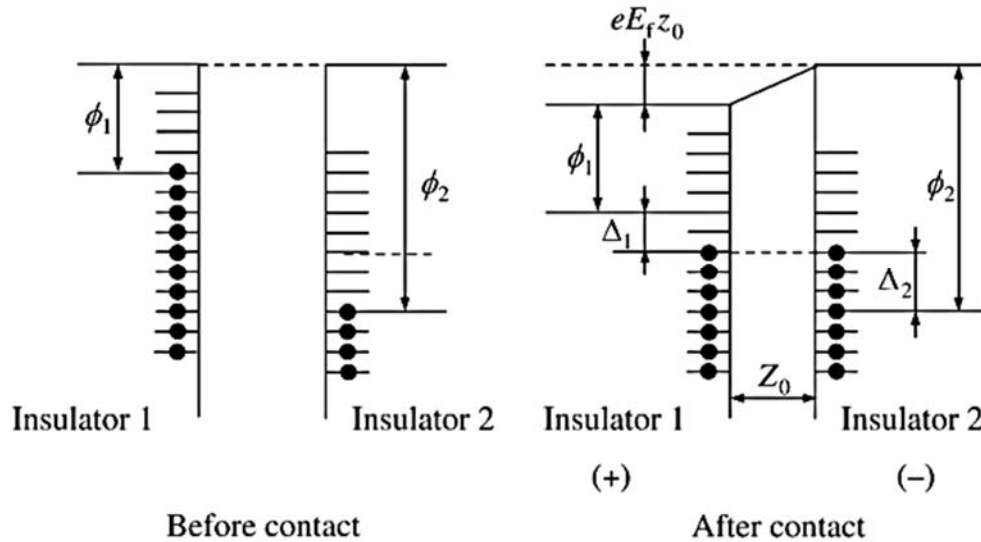 eE_f z_0
ϕ_1
ϕ_2
ϕ_1
ϕ_2
Δ_1
Δ_2
Z_0
Insulator 1
Insulator 2
Insulator 1
Insulator 2
(+)
(−)
Before contact
After contact